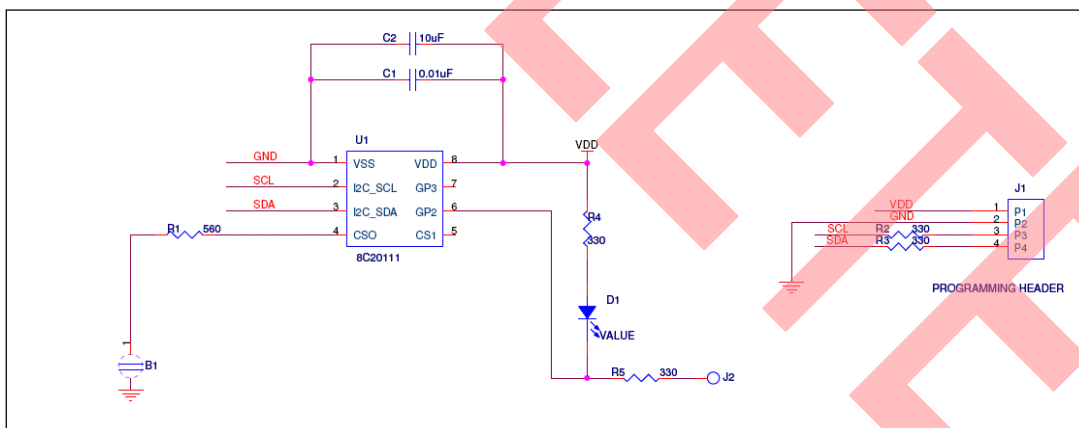 C2 10uF
C1 0.01uF
U1
GND 1 VSS VDD 8
VDD
SCL 2 I2C_SCL GP3 7
SDA 3 I2C_SDA GP2 6
R1 560 4 CSO CS1 5
8C20111
R4
330
D1
VALUE
1
B1
R5 330 J2
J1
VDD 1 P1
GND 2 P2
SCL R2 330 3 P3
SDA R3 330 4 P4
PROGRAMMING HEADER